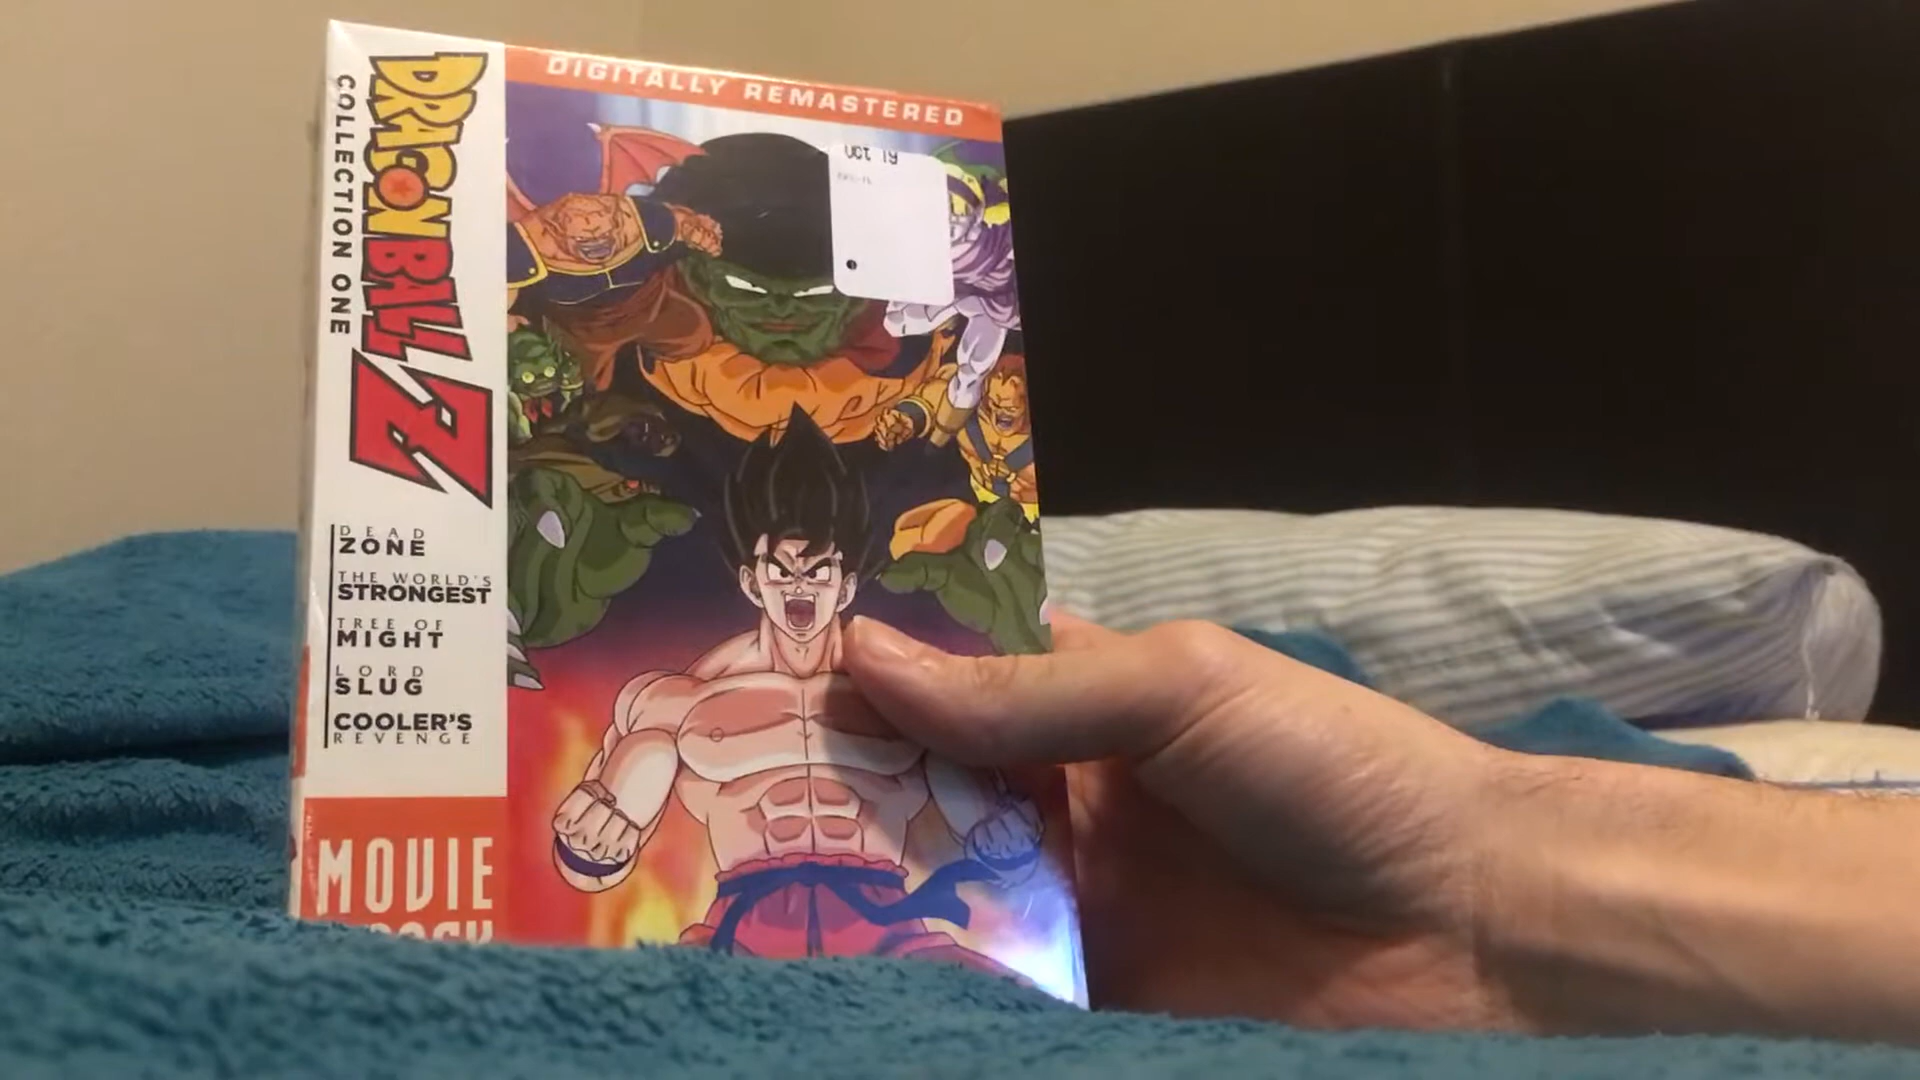 DIGITALLY REMASTERED
Oct 19
DRAGON BALL Z
COLLECTION ONE
DEAD
ZONE
THE WORLD'S
STRONGEST
TREE OF
MIGHT
LORD
SLUG
COOLER'S
REVENGE
MOVIE